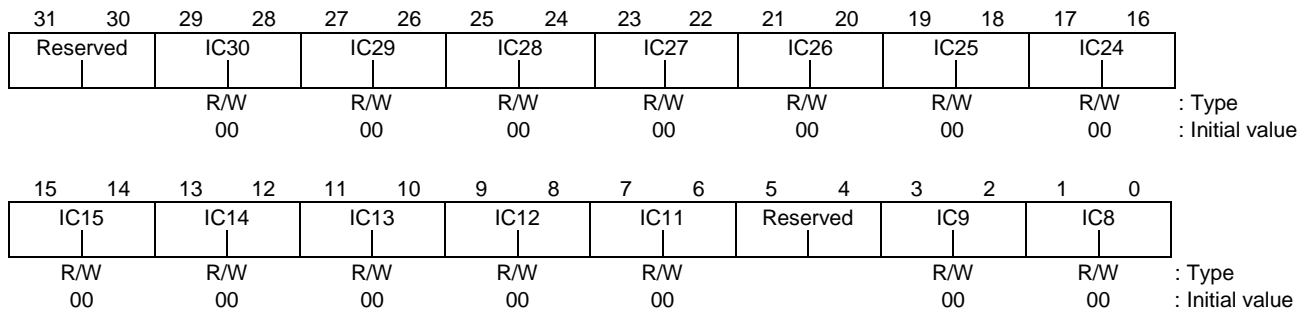 31 30 29 28 27 26 25 24 23 22 21 20 19 18 17 16
Reserved IC30 IC29 IC28 IC27 IC26 IC25 IC24
R/W R/W R/W R/W R/W R/W R/W : Type
00 00 00 00 00 00 00 : Initial value
15 14 13 12 11 10 9 8 7 6 5 4 3 2 1 0
IC15 IC14 IC13 IC12 IC11 Reserved IC9 IC8
R/W R/W R/W R/W R/W R/W R/W : Type
00 00 00 00 00 00 00 : Initial value